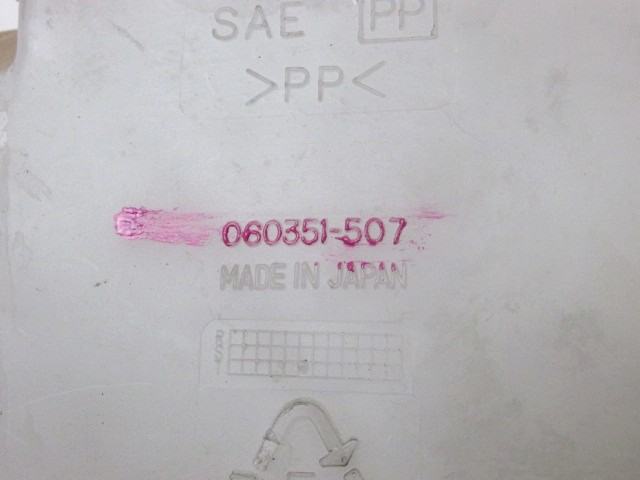 SAE PP
>PP<
060351-507
MADE IN JAPAN